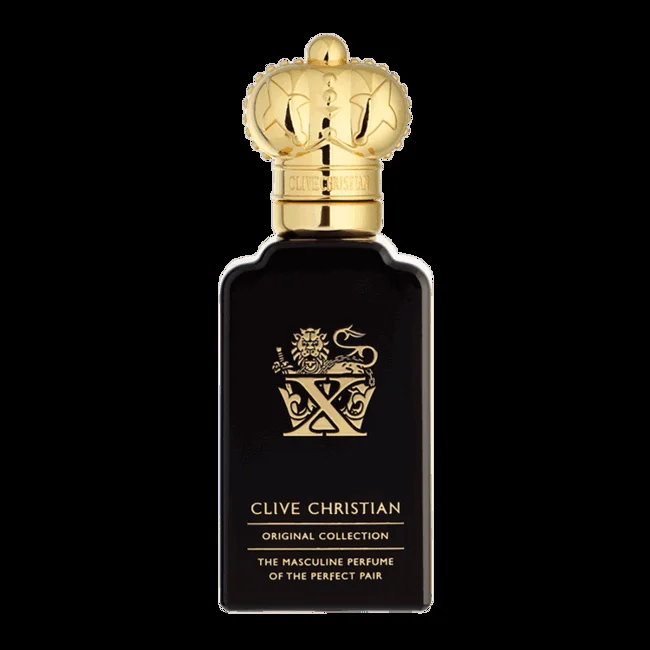 CLIVE CHRISTIAN
X
CLIVE CHRISTIAN
ORIGINAL COLLECTION
THE MASCULINE PERFUME
OF THE PERFECT PAIR